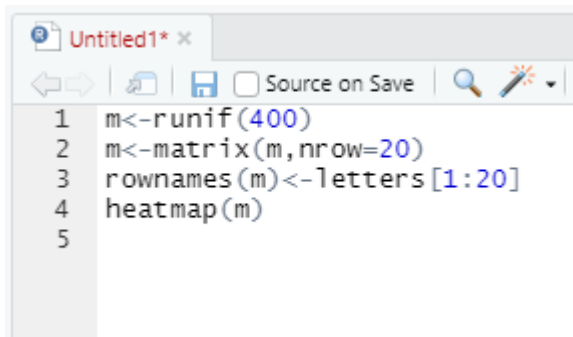 Untitled1*
Source on Save
1 m<-runif(400)
2 m<-matrix(m,nrow=20)
3 rownames(m)<-letters[1:20]
4 heatmap(m)
5